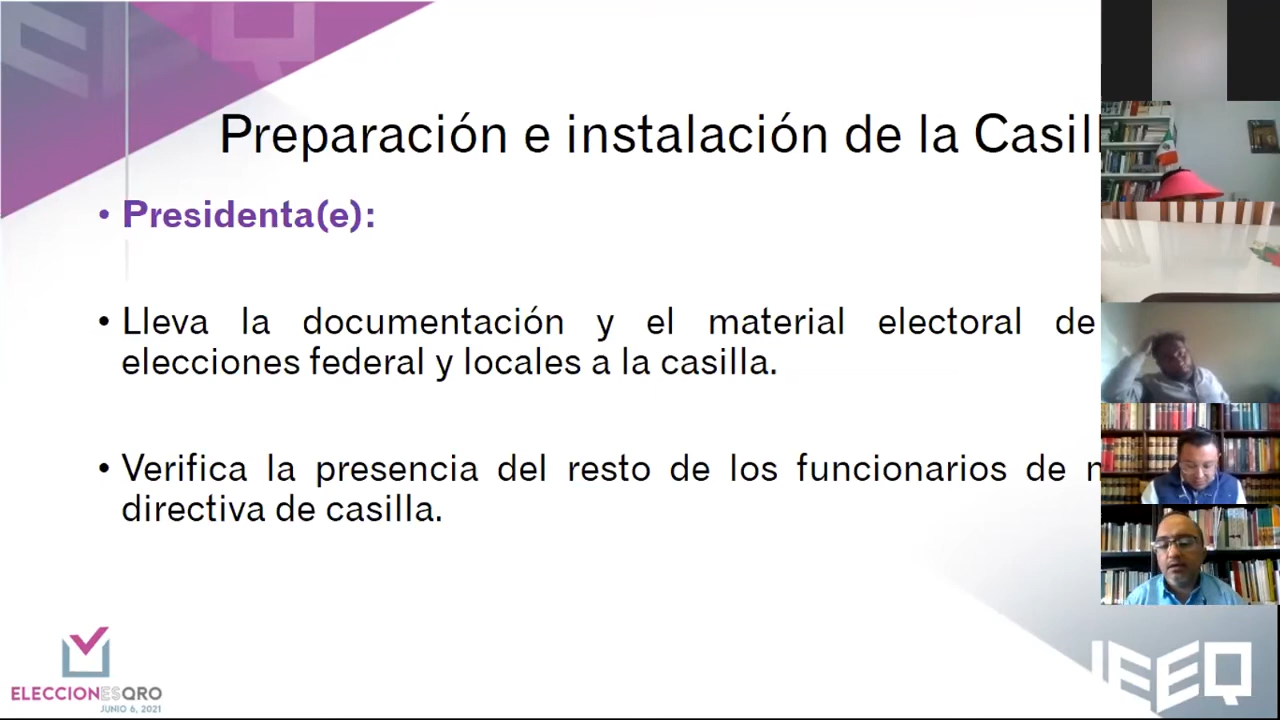 Preparación e instalación de la Casil
• Presidenta(e):
• Lleva la documentación y el material electoral de
elecciones federal y locales a la casilla.
• Verifica la presencia del resto de los funcionarios de
directiva de casilla.
ELECCIONESQRO
JUNIO 6, 2021
IEEQ